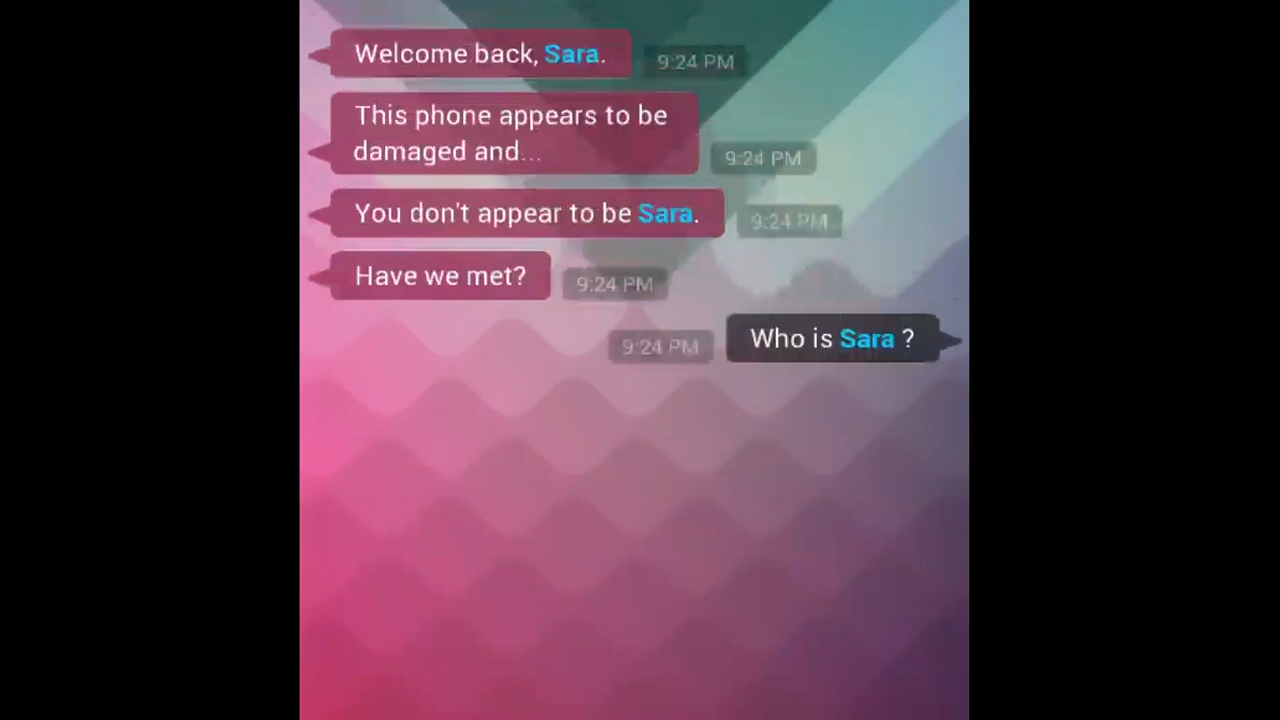 Welcome back, Sara.
9:24 PM
This phone appears to be
damaged and...
9:24 PM
You don't appear to be Sara.
9:24 PM
Have we met?
9:24 PM
9:24 PM
Who is Sara ?